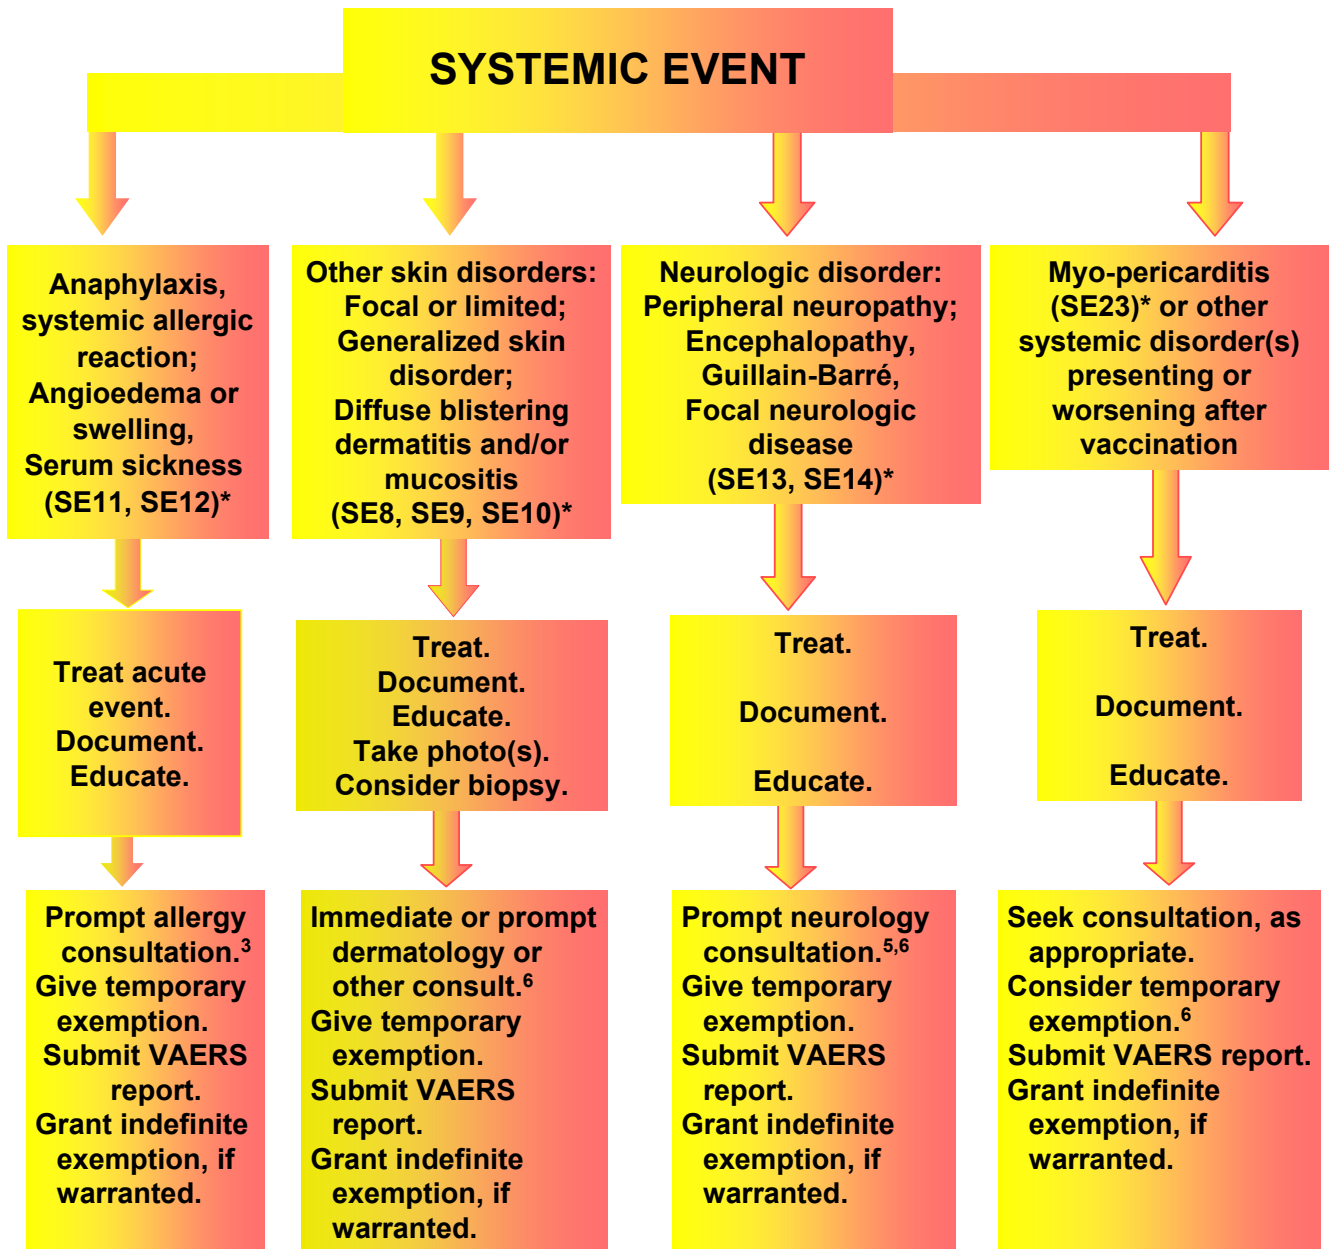 SYSTEMIC EVENT
Anaphylaxis,
systemic allergic
reaction;
Angioedema or
swelling,
Serum sickness
(SE11, SE12)*
Other skin disorders:
Focal or limited;
Generalized skin
disorder;
Diffuse blistering
dermatitis and/or
mucositis
(SE8, SE9, SE10)*
Neurologic disorder:
Peripheral neuropathy;
Encephalopathy,
Guillain-Barré,
Focal neurologic
disease
(SE13, SE14)*
Myo-pericarditis
(SE23)* or other
systemic disorder(s)
presenting or
worsening after
vaccination
Treat acute
event.
Document.
Educate.
Treat.
Document.
Educate.
Take photo(s).
Consider biopsy.
Treat.
Document.
Educate.
Treat.
Document.
Educate.
Prompt allergy
consultation.³
Give temporary
exemption.
Submit VAERS
report.
Grant indefinite
exemption, if
warranted.
Immediate or prompt
dermatology or
other consult.⁶
Give temporary
exemption.
Submit VAERS
report.
Grant indefinite
exemption, if
warranted.
Prompt neurology
consultation.⁵,⁶
Give temporary
exemption.
Submit VAERS
report.
Grant indefinite
exemption, if
warranted.
Seek consultation, as
appropriate.
Consider temporary
exemption.⁶
Submit VAERS report.
Grant indefinite
exemption, if
warranted.